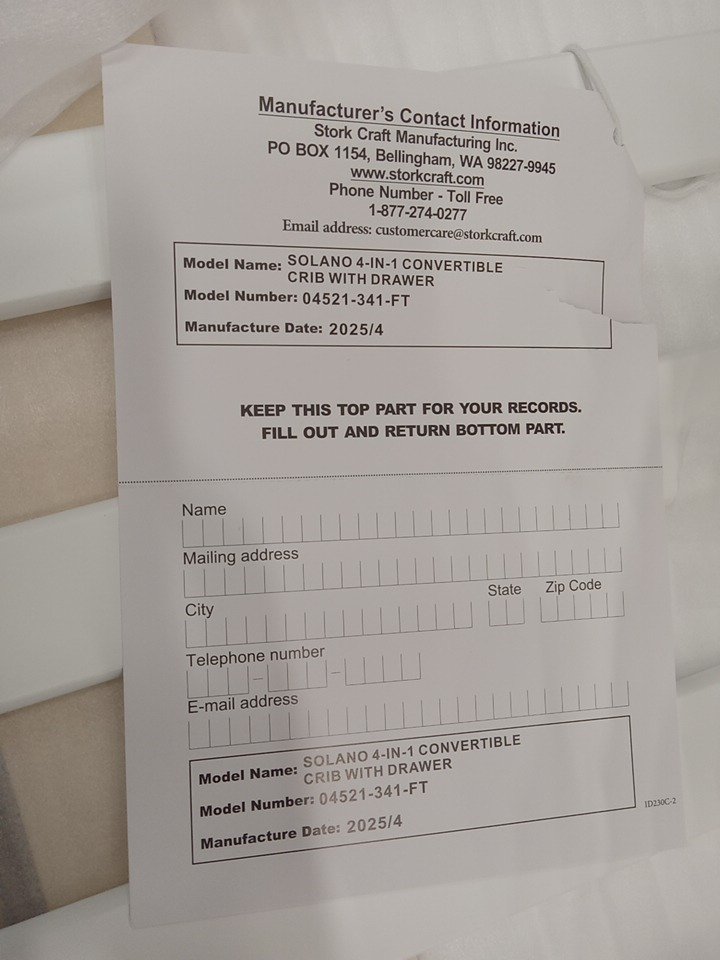 Manufacturer's Contact Information
Stork Craft Manufacturing Inc.
PO BOX 1154, Bellingham, WA 98227-9945
www.storkcraft.com
Phone Number - Toll Free
1-877-274-0277
Email address: customercare@storkcraft.com
Model Name: SOLANO 4-IN-1 CONVERTIBLE
CRIB WITH DRAWER
Model Number: 04521-341-FT
Manufacture Date: 2025/4
KEEP THIS TOP PART FOR YOUR RECORDS.
FILL OUT AND RETURN BOTTOM PART.
Name
Mailing address
City State Zip Code
Telephone number
E-mail address
Model Name: SOLANO 4-IN-1 CONVERTIBLE
CRIB WITH DRAWER
Model Number: 04521-341-FT
Manufacture Date: 2025/4
ID230C-2